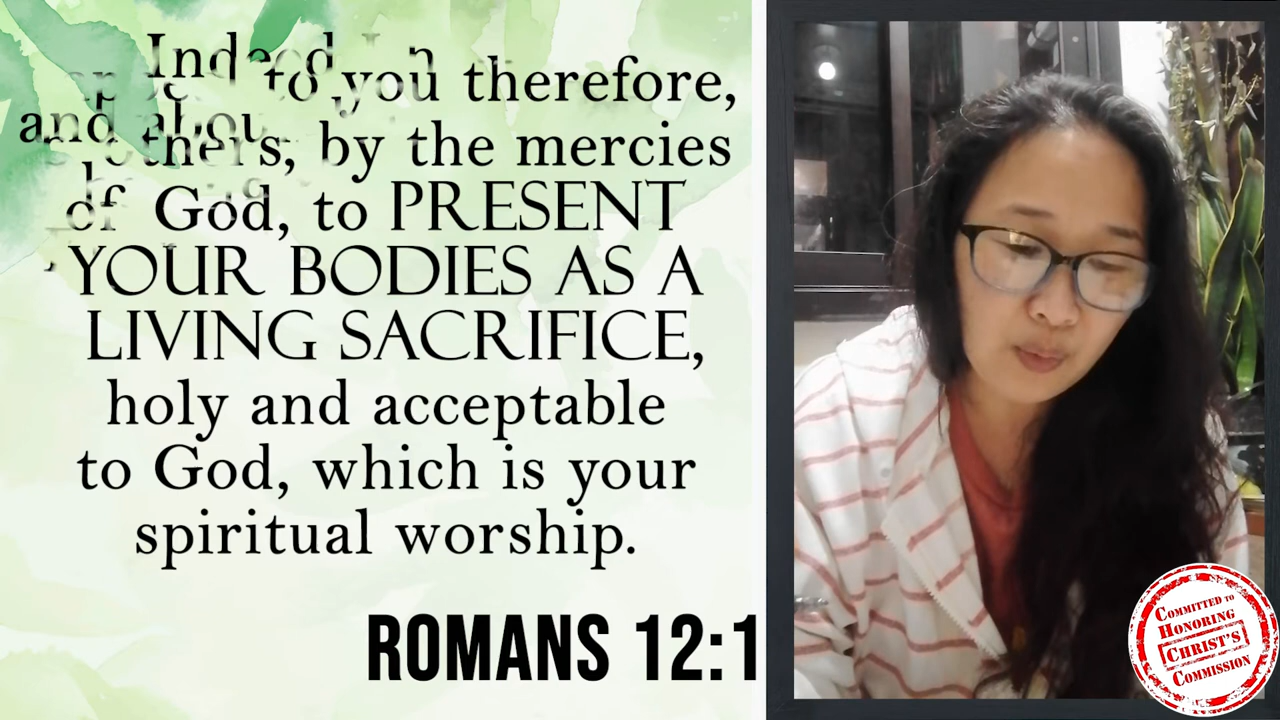 to you therefore,
by the mercies
of God, to PRESENT
YOUR BODIES AS A
LIVING SACRIFICE,
holy and acceptable
to God, which is your
spiritual worship.
ROMANS 12:1
COMMITTED TO
HONORING
CHRIST'S
COMMISSION